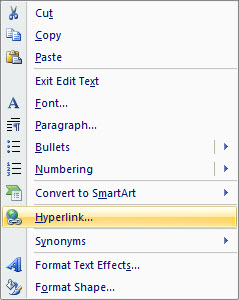 Cut
Copy
Paste
Exit Edit Text
Font...
Paragraph...
Bullets
Numbering
Convert to SmartArt
Hyperlink...
Synonyms
Format Text Effects...
Format Shape...